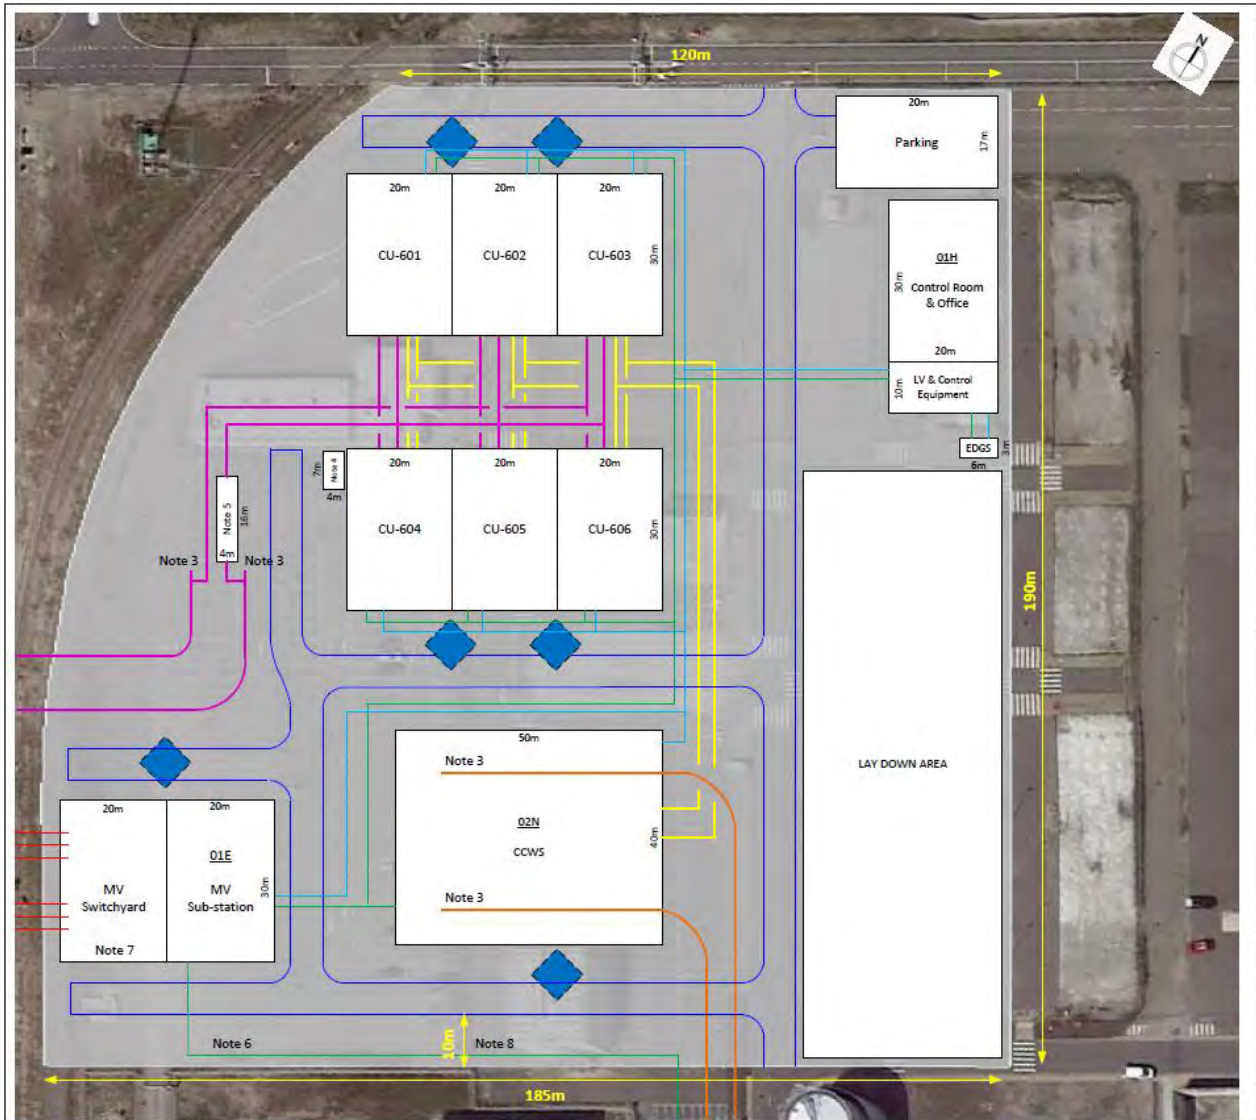 N
120m
20m
Parking
17m
20m
20m
20m
CU-601
CU-602
CU-603
30m
01H
Control Room
& Office
30m
20m
LV & Control
Equipment
10m
EDGS
3m
6m
7m
Note 4
4m
20m
20m
20m
CU-604
CU-605
CU-606
30m
Note 5
16m
4m
Note 3
Note 3
190m
50m
Note 3
02N
CCWS
40m
Note 3
LAY DOWN AREA
20m
20m
01E
MV
Switchyard
MV
Sub-station
30m
Note 7
Note 6
10m
Note 8
185m